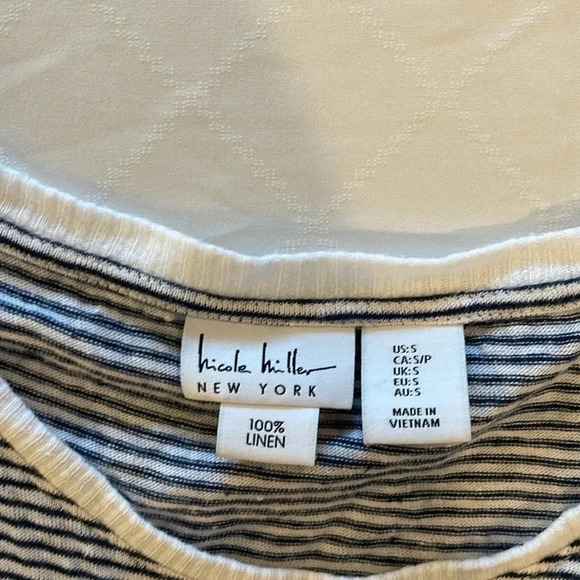 nicole miller
NEW YORK
100%
LINEN
US:S
CA:S/P
UK:S
EU:S
AU:S
MADE IN
VIETNAM